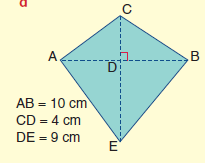 d
C
A
B
D
AB = 10 cm
CD = 4 cm
DE = 9 cm
E